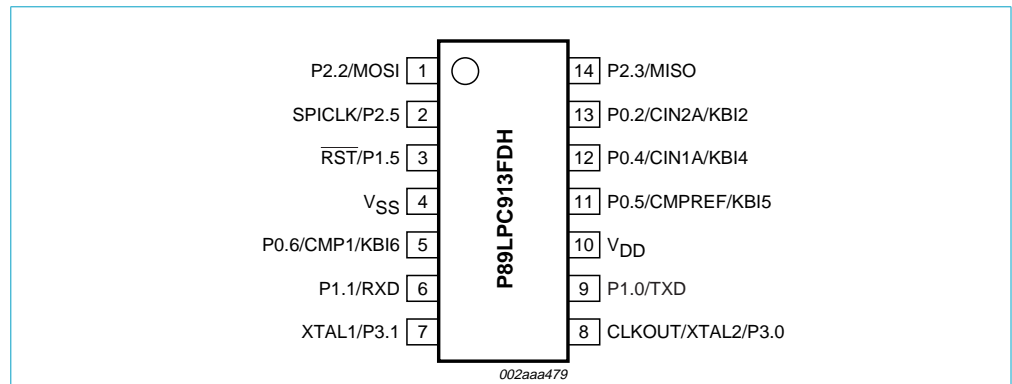 P2.2/MOSI 1 14 P2.3/MISO
SPICLK/P2.5 2 13 P0.2/CIN2A/KBI2
RST/P1.5 3 12 P0.4/CIN1A/KBI4
VSS 4 11 P0.5/CMPREF/KBI5
P0.6/CMP1/KBI6 5 10 VDD
P1.1/RXD 6 9 P1.0/TXD
XTAL1/P3.1 7 8 CLKOUT/XTAL2/P3.0
P89LPC913FDH
002aaa479